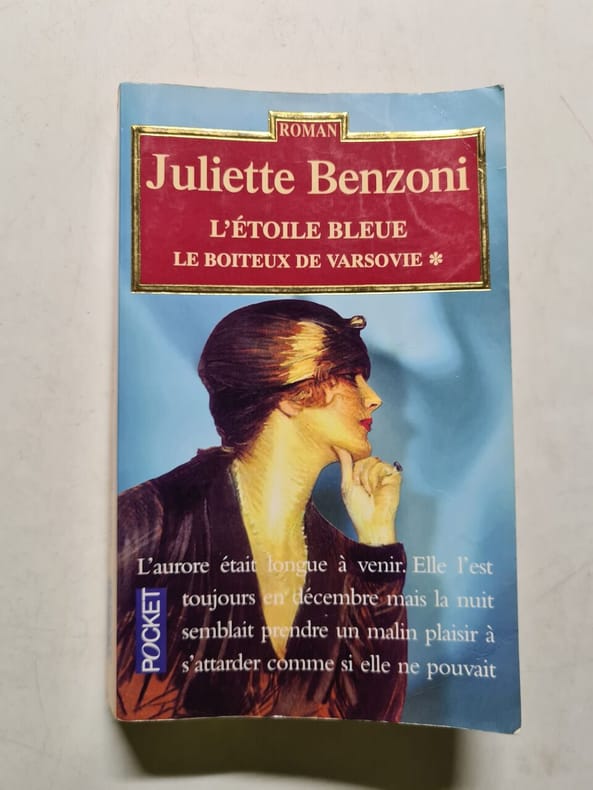 ROMAN
Juliette Benzoni
L'ÉTOILE BLEUE
LE BOITEUX DE VARSOVIE *
L'aurore était longue à venir. Elle l'est
toujours en décembre mais la nuit
semblait prendre un malin plaisir à
s'attarder comme si elle ne pouvait
POCKET